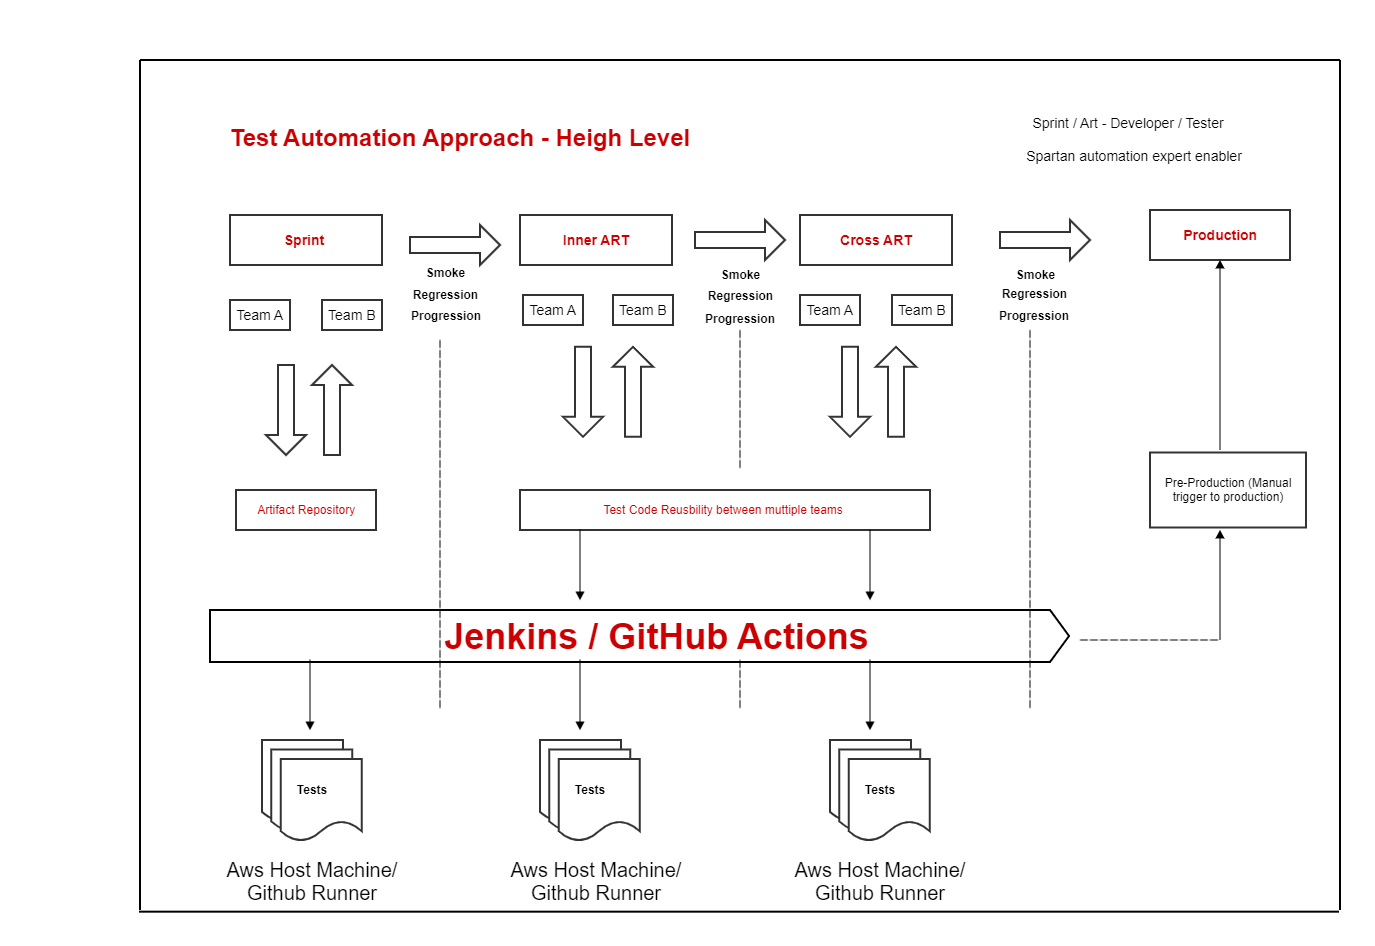 Sprint / Art - Developer / Tester
Test Automation Approach - Heigh Level
Spartan automation expert enabler
Sprint
Inner ART
Cross ART
Production
Smoke
Regression
Progression
Smoke
Regression
Progression
Smoke
Regression
Progression
Team A
Team B
Team A
Team B
Team A
Team B
Artifact Repository
Test Code Reusbility between muttiple teams
Pre-Production (Manual
trigger to production)
Jenkins / GitHub Actions
Tests
Tests
Tests
Aws Host Machine/
Github Runner
Aws Host Machine/
Github Runner
Aws Host Machine/
Github Runner